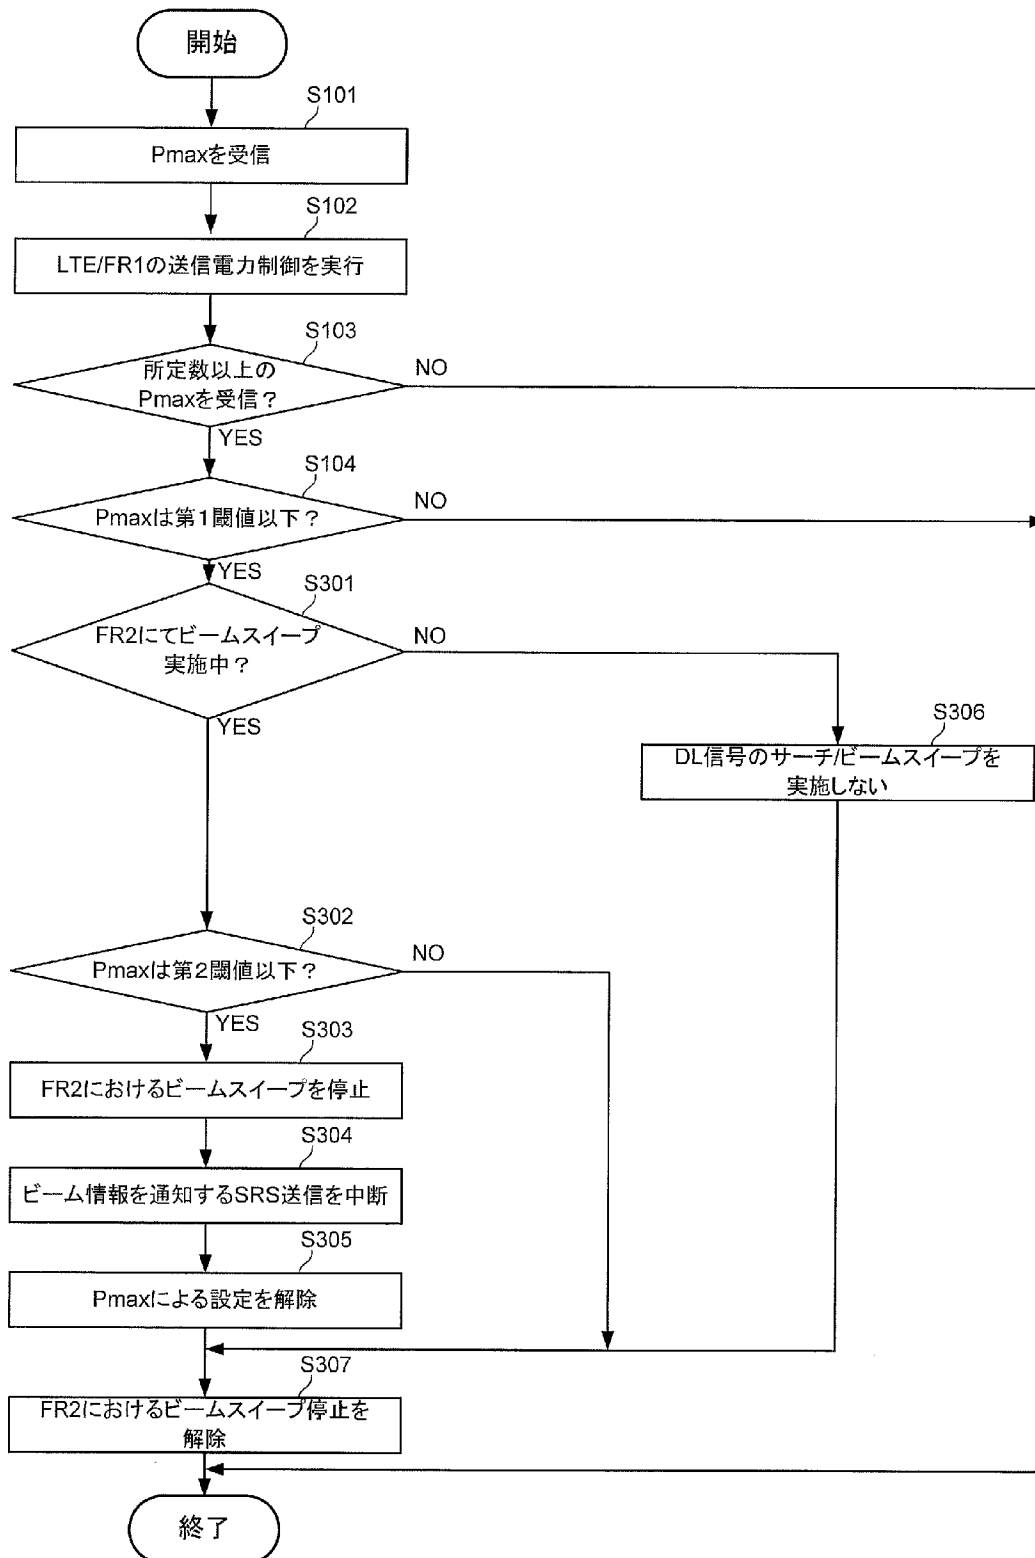 開始
S101
Pmaxを受信
S102
LTE/FR1の送信電力制御を実行
S103
所定数以上の
Pmaxを受信?
NO
YES
S104
Pmaxは第1閾値以下?
NO
YES
S301
FR2にてビームスイープ
実施中?
NO
YES
S306
DL信号のサーチ/ビームスイープを
実施しない
S302
Pmaxは第2閾値以下?
NO
YES
S303
FR2におけるビームスイープを停止
S304
ビーム情報を通知するSRS送信を中断
S305
Pmaxによる設定を解除
S307
FR2におけるビームスイープ停止を
解除
終了